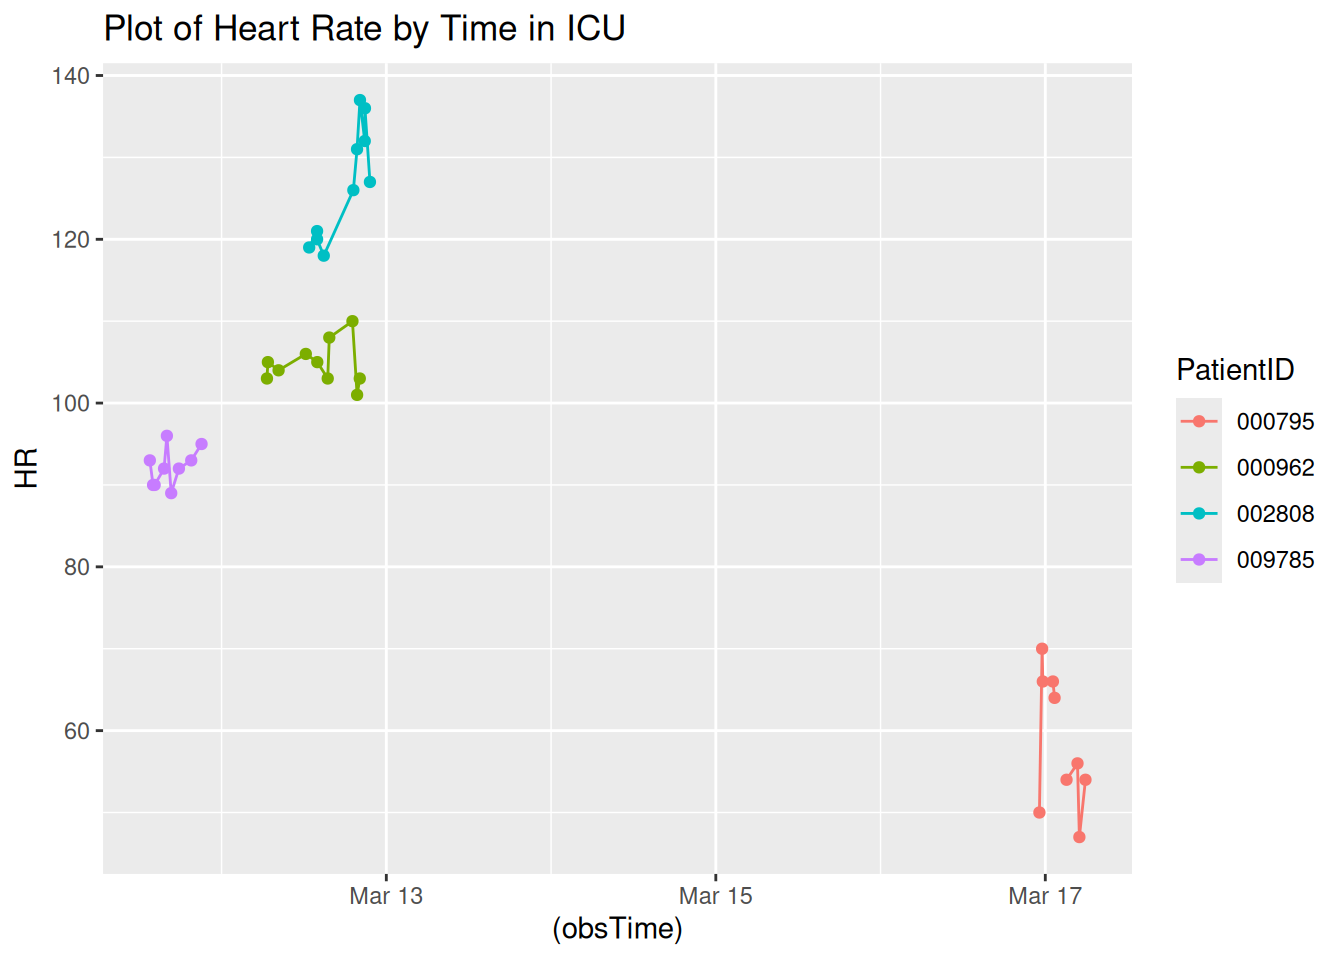 Plot of Heart Rate by Time in ICU
140
120
100
80
60
HR
Mar 13
Mar 15
Mar 17
(obsTime)
PatientID
000795
000962
002808
009785